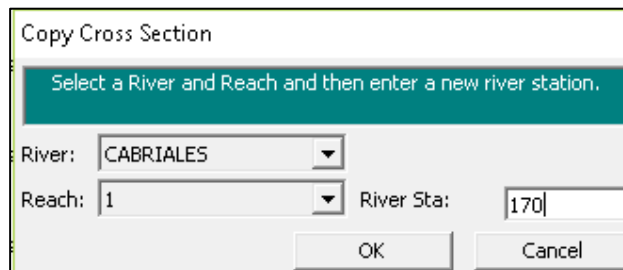 Copy Cross Section
Select a River and Reach and then enter a new river station.
River: CABRIALES
Reach: 1 River Sta: 170
OK Cancel